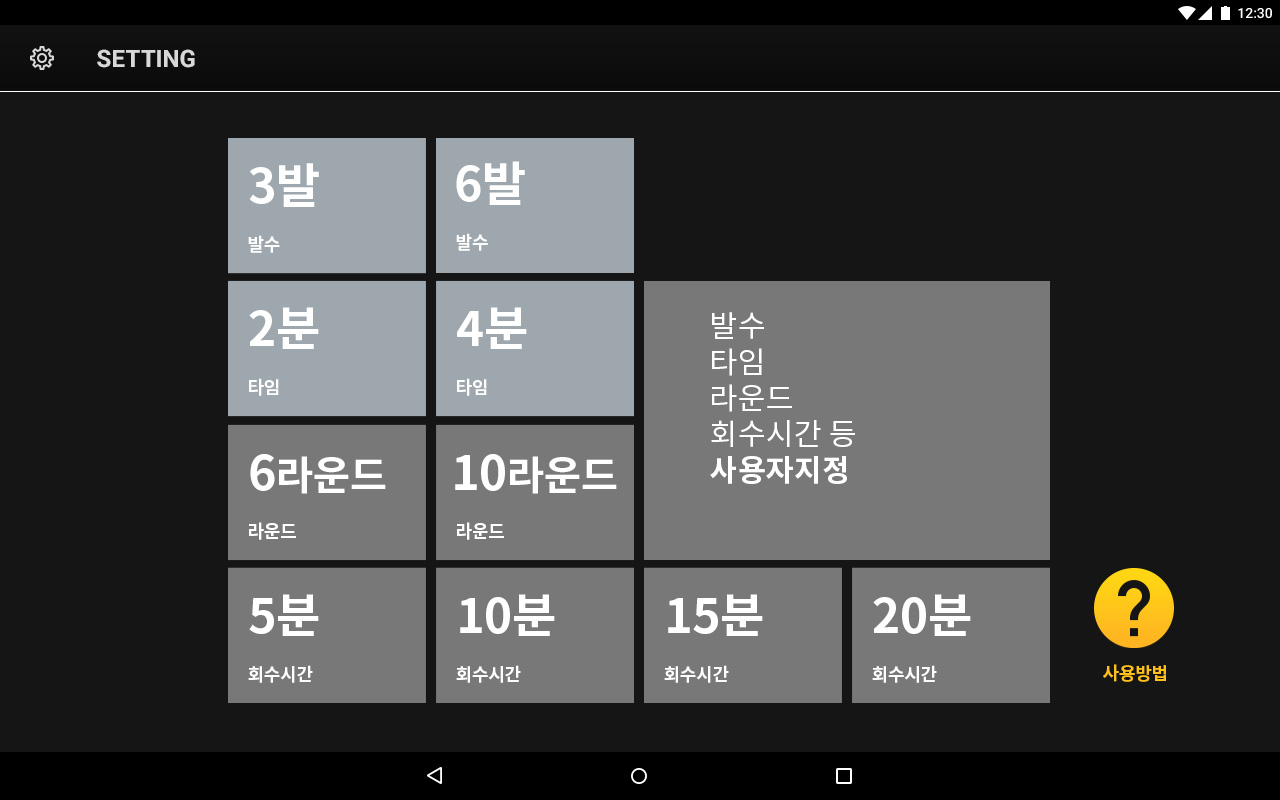 12:30
SETTING
3발
발수
6발
발수
2분
타임
4분
타임
발수
타임
라운드
회수시간 등
사용자지정
6라운드
라운드
10라운드
라운드
5분
회수시간
10분
회수시간
15분
회수시간
20분
회수시간
?
사용방법